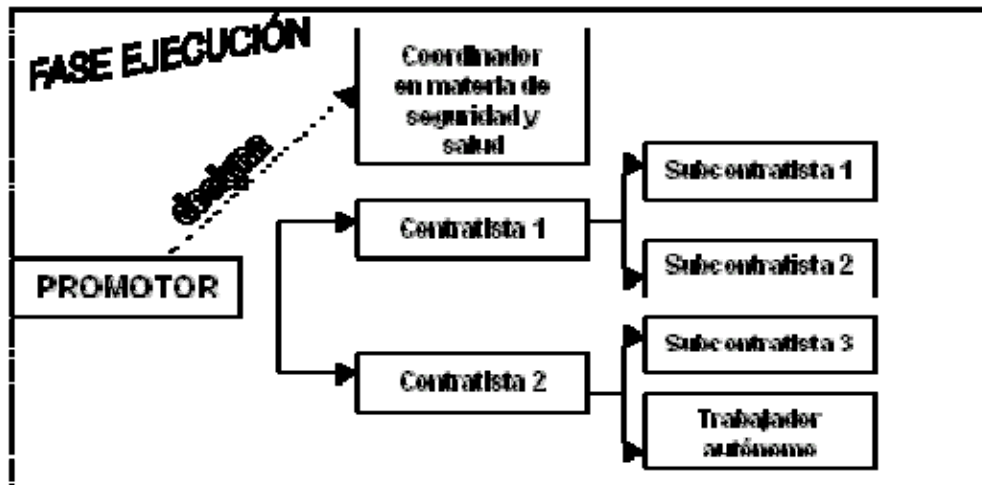 FASE EJECUCIÓN
Coordinador
en materia de
seguridad y
salud
Subcontratista 1
Contratista 1
Subcontratista 2
PROMOTOR
Subcontratista 3
Contratista 2
Trabajador
autónomo